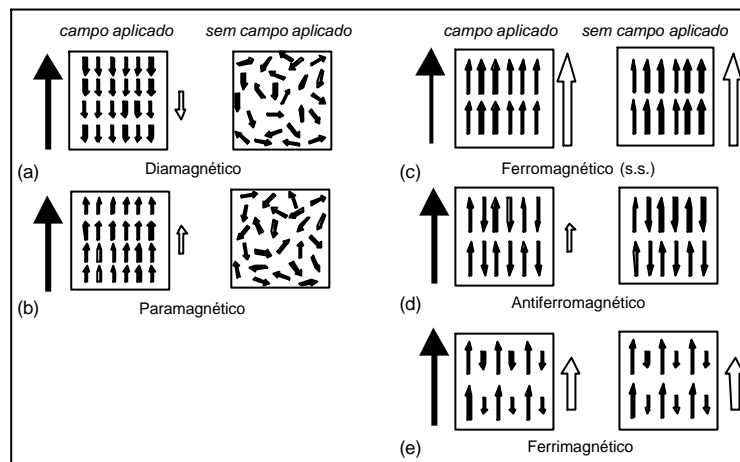 campo aplicado sem campo aplicado
(a) Diamagnético
(b) Paramagnético
campo aplicado sem campo aplicado
(c) Ferromagnético (s.s.)
(d) Antiferromagnético
(e) Ferrimagnético